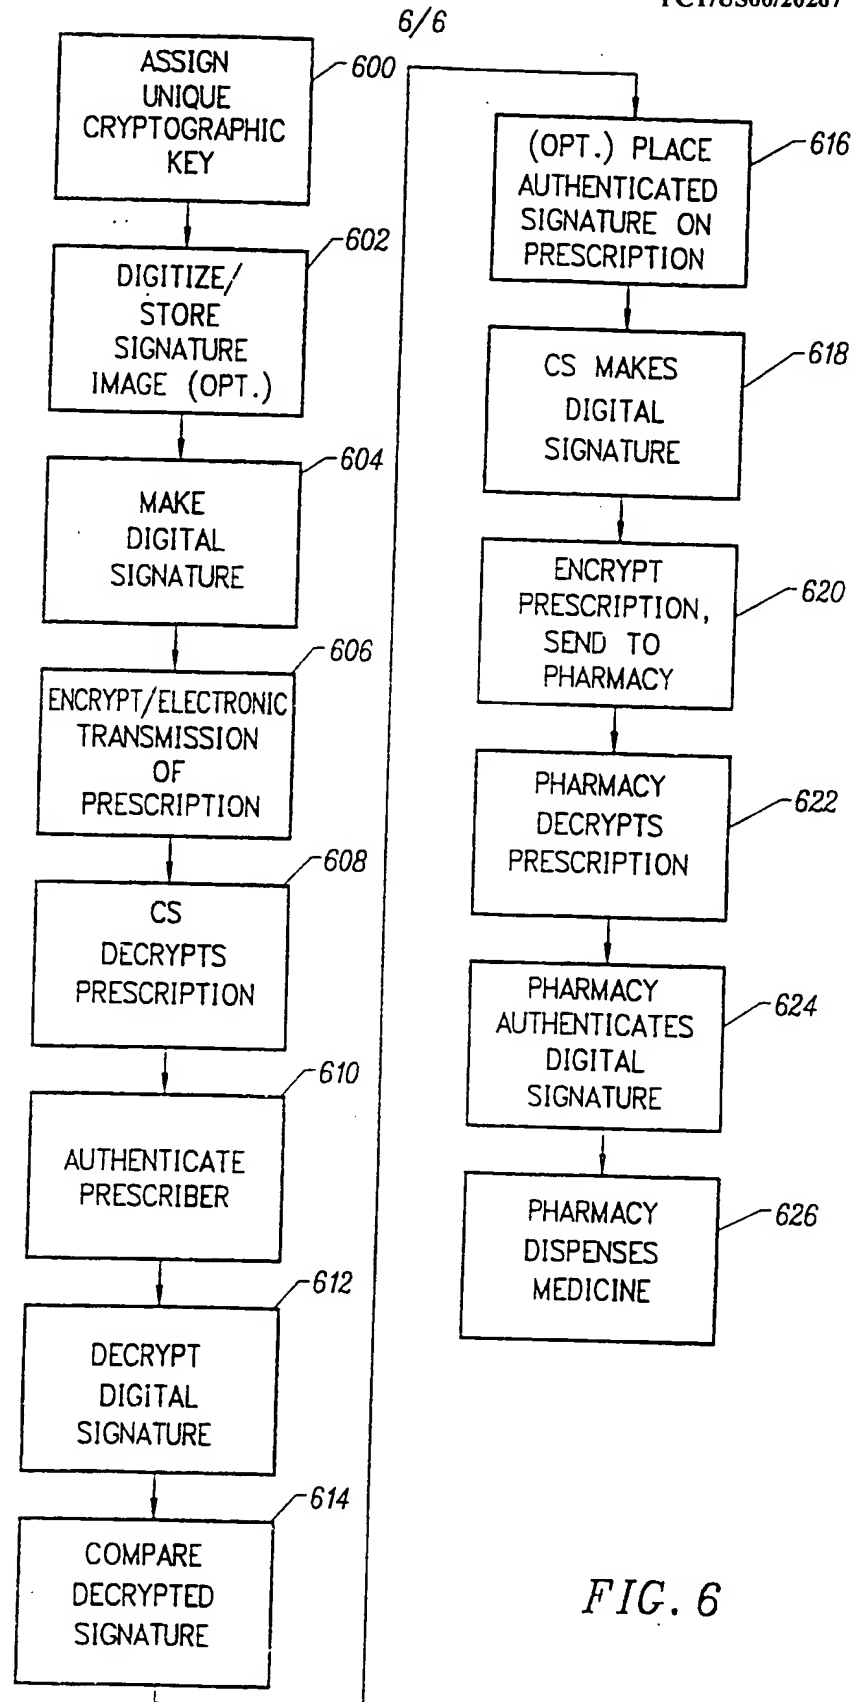 6/6
ASSIGN
UNIQUE
CRYPTOGRAPHIC
KEY
600
DIGITIZE/
STORE
SIGNATURE
IMAGE (OPT.)
602
MAKE
DIGITAL
SIGNATURE
604
ENCRYPT/ELECTRONIC
TRANSMISSION
OF
PRESCRIPTION
606
CS
DECRYPTS
PRESCRIPTION
608
AUTHENTICATE
PRESCRIBER
610
DECRYPT
DIGITAL
SIGNATURE
612
COMPARE
DECRYPTED
SIGNATURE
614
(OPT.) PLACE
AUTHENTICATED
SIGNATURE ON
PRESCRIPTION
616
CS MAKES
DIGITAL
SIGNATURE
618
ENCRYPT
PRESCRIPTION,
SEND TO
PHARMACY
620
PHARMACY
DECRYPTS
PRESCRIPTION
622
PHARMACY
AUTHENTICATES
DIGITAL
SIGNATURE
624
PHARMACY
DISPENSES
MEDICINE
626
FIG. 6